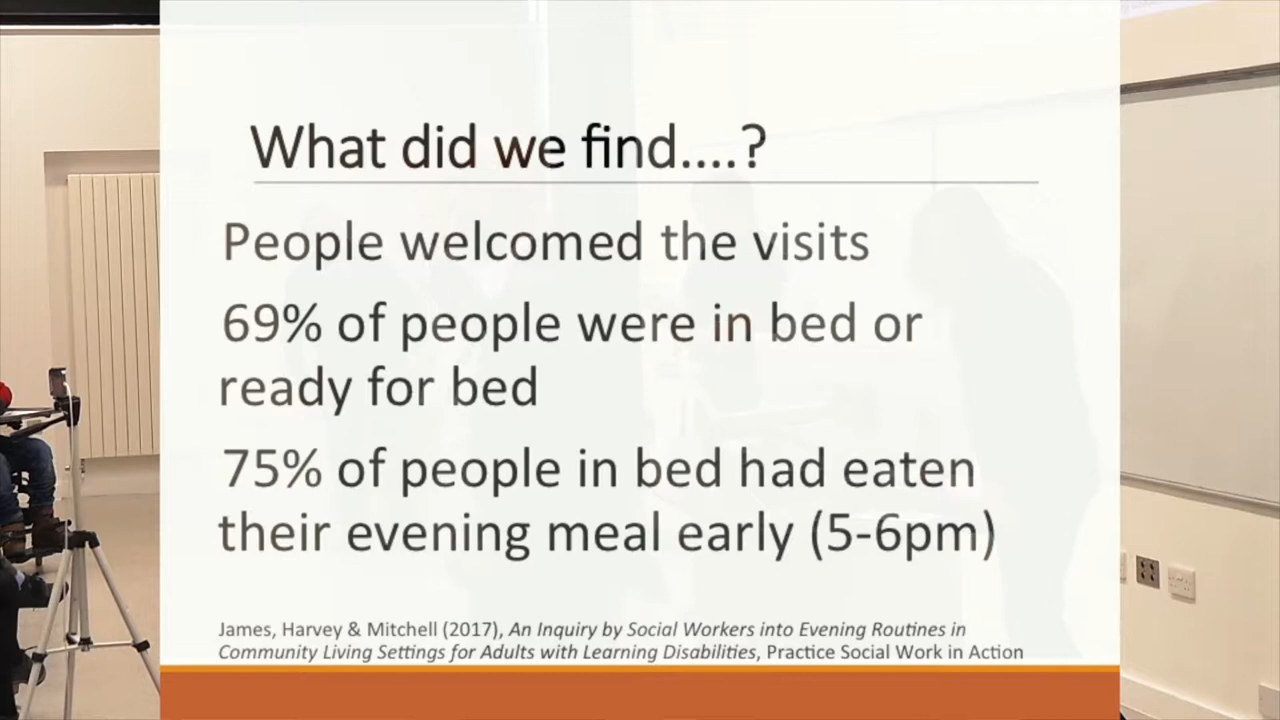 What did we find....?
People welcomed the visits
69% of people were in bed or
ready for bed
75% of people in bed had eaten
their evening meal early (5-6pm)
James, Harvey & Mitchell (2017), An Inquiry by Social Workers into Evening Routines in
Community Living Settings for Adults with Learning Disabilities, Practice Social Work in Action